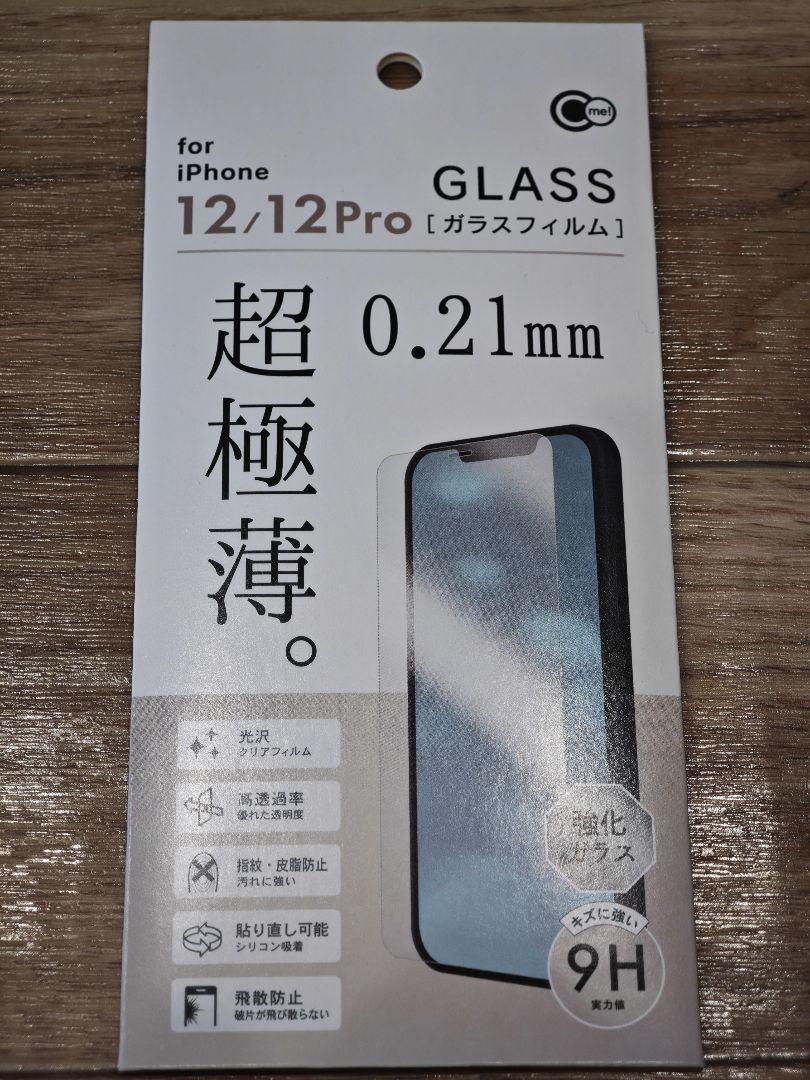 me!
for
iPhone
12/12Pro
GLASS
[ガラスフィルム]
超極薄。
0.21mm
光沢
クリアフィルム
高透過率
優れた透明度
指紋・皮脂防止
汚れに強い
貼り直し可能
シリコン吸着
飛散防止
破片が飛び散らない
強化
ガラス
キズに強い
9H
実力値